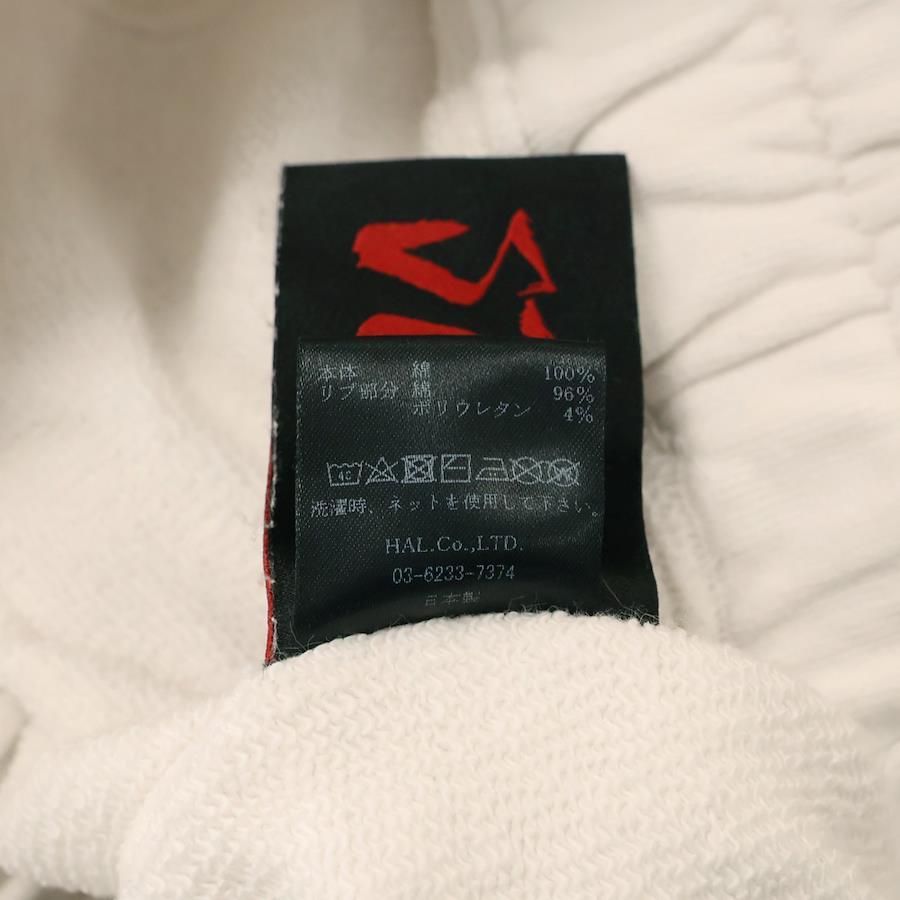 本体 綿 100%
リブ部分 綿 96%
ポリウレタン 4%
40
洗濯時、ネットを使用して下さい。
HAL.Co.,LTD.
03-6233-7374
日本製